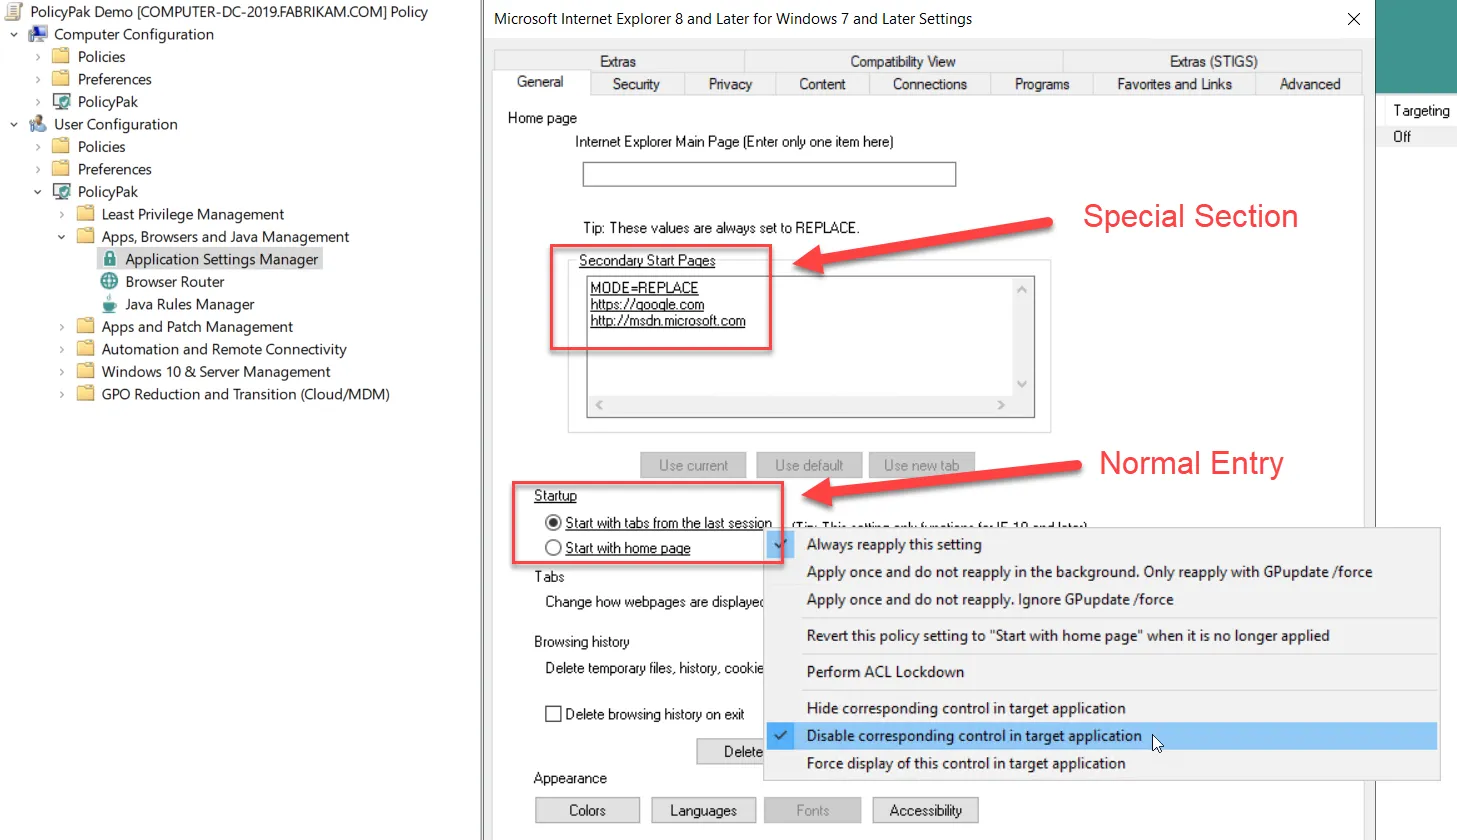 PolicyPak Demo [COMPUTER-DC-2019.FABRIKAM.COM] Policy
Computer Configuration
Policies
Preferences
PolicyPak
User Configuration
Policies
Preferences
PolicyPak
Least Privilege Management
Apps, Browsers and Java Management
Application Settings Manager
Browser Router
Java Rules Manager
Apps and Patch Management
Automation and Remote Connectivity
Windows 10 & Server Management
GPO Reduction and Transition (Cloud/MDM)
Microsoft Internet Explorer 8 and Later for Windows 7 and Later Settings
Extras Compatibility View Extras (STIGS)
General Security Privacy Content Connections Programs Favorites and Links Advanced
Home page
Internet Explorer Main Page (Enter only one item here)
Tip: These values are always set to REPLACE.
Secondary Start Pages
MODE=REPLACE
https://google.com
http://msdn.microsoft.com
Use current Use default Use new tab
Startup
Start with tabs from the last session (Tip: This setting only functions for IE 10 and later)
Start with home page
Tabs
Change how webpages are displayed
Browsing history
Delete temporary files, history, cookie
Delete browsing history on exit
Delete
Appearance
Colors Languages Fonts Accessibility
Always reapply this setting
Apply once and do not reapply in the background. Only reapply with GPupdate /force
Apply once and do not reapply. Ignore GPupdate /force
Revert this policy setting to "Start with home page" when it is no longer applied
Perform ACL Lockdown
Hide corresponding control in target application
Disable corresponding control in target application
Force display of this control in target application
Special Section
Normal Entry
Targeting
Off